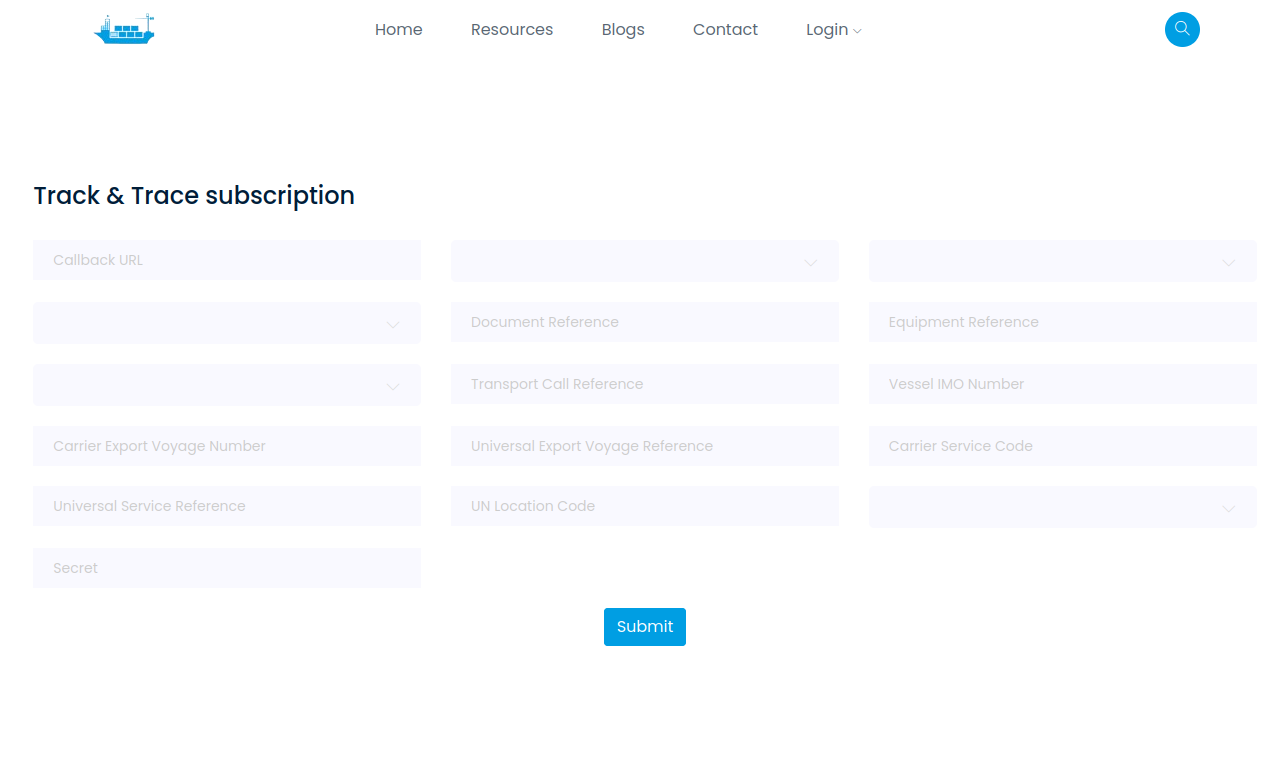 Home Resources Blogs Contact Login
Track & Trace subscription
Callback URL
Document Reference Equipment Reference
Transport Call Reference Vessel IMO Number
Carrier Export Voyage Number Universal Export Voyage Reference Carrier Service Code
Universal Service Reference UN Location Code
Secret
Submit